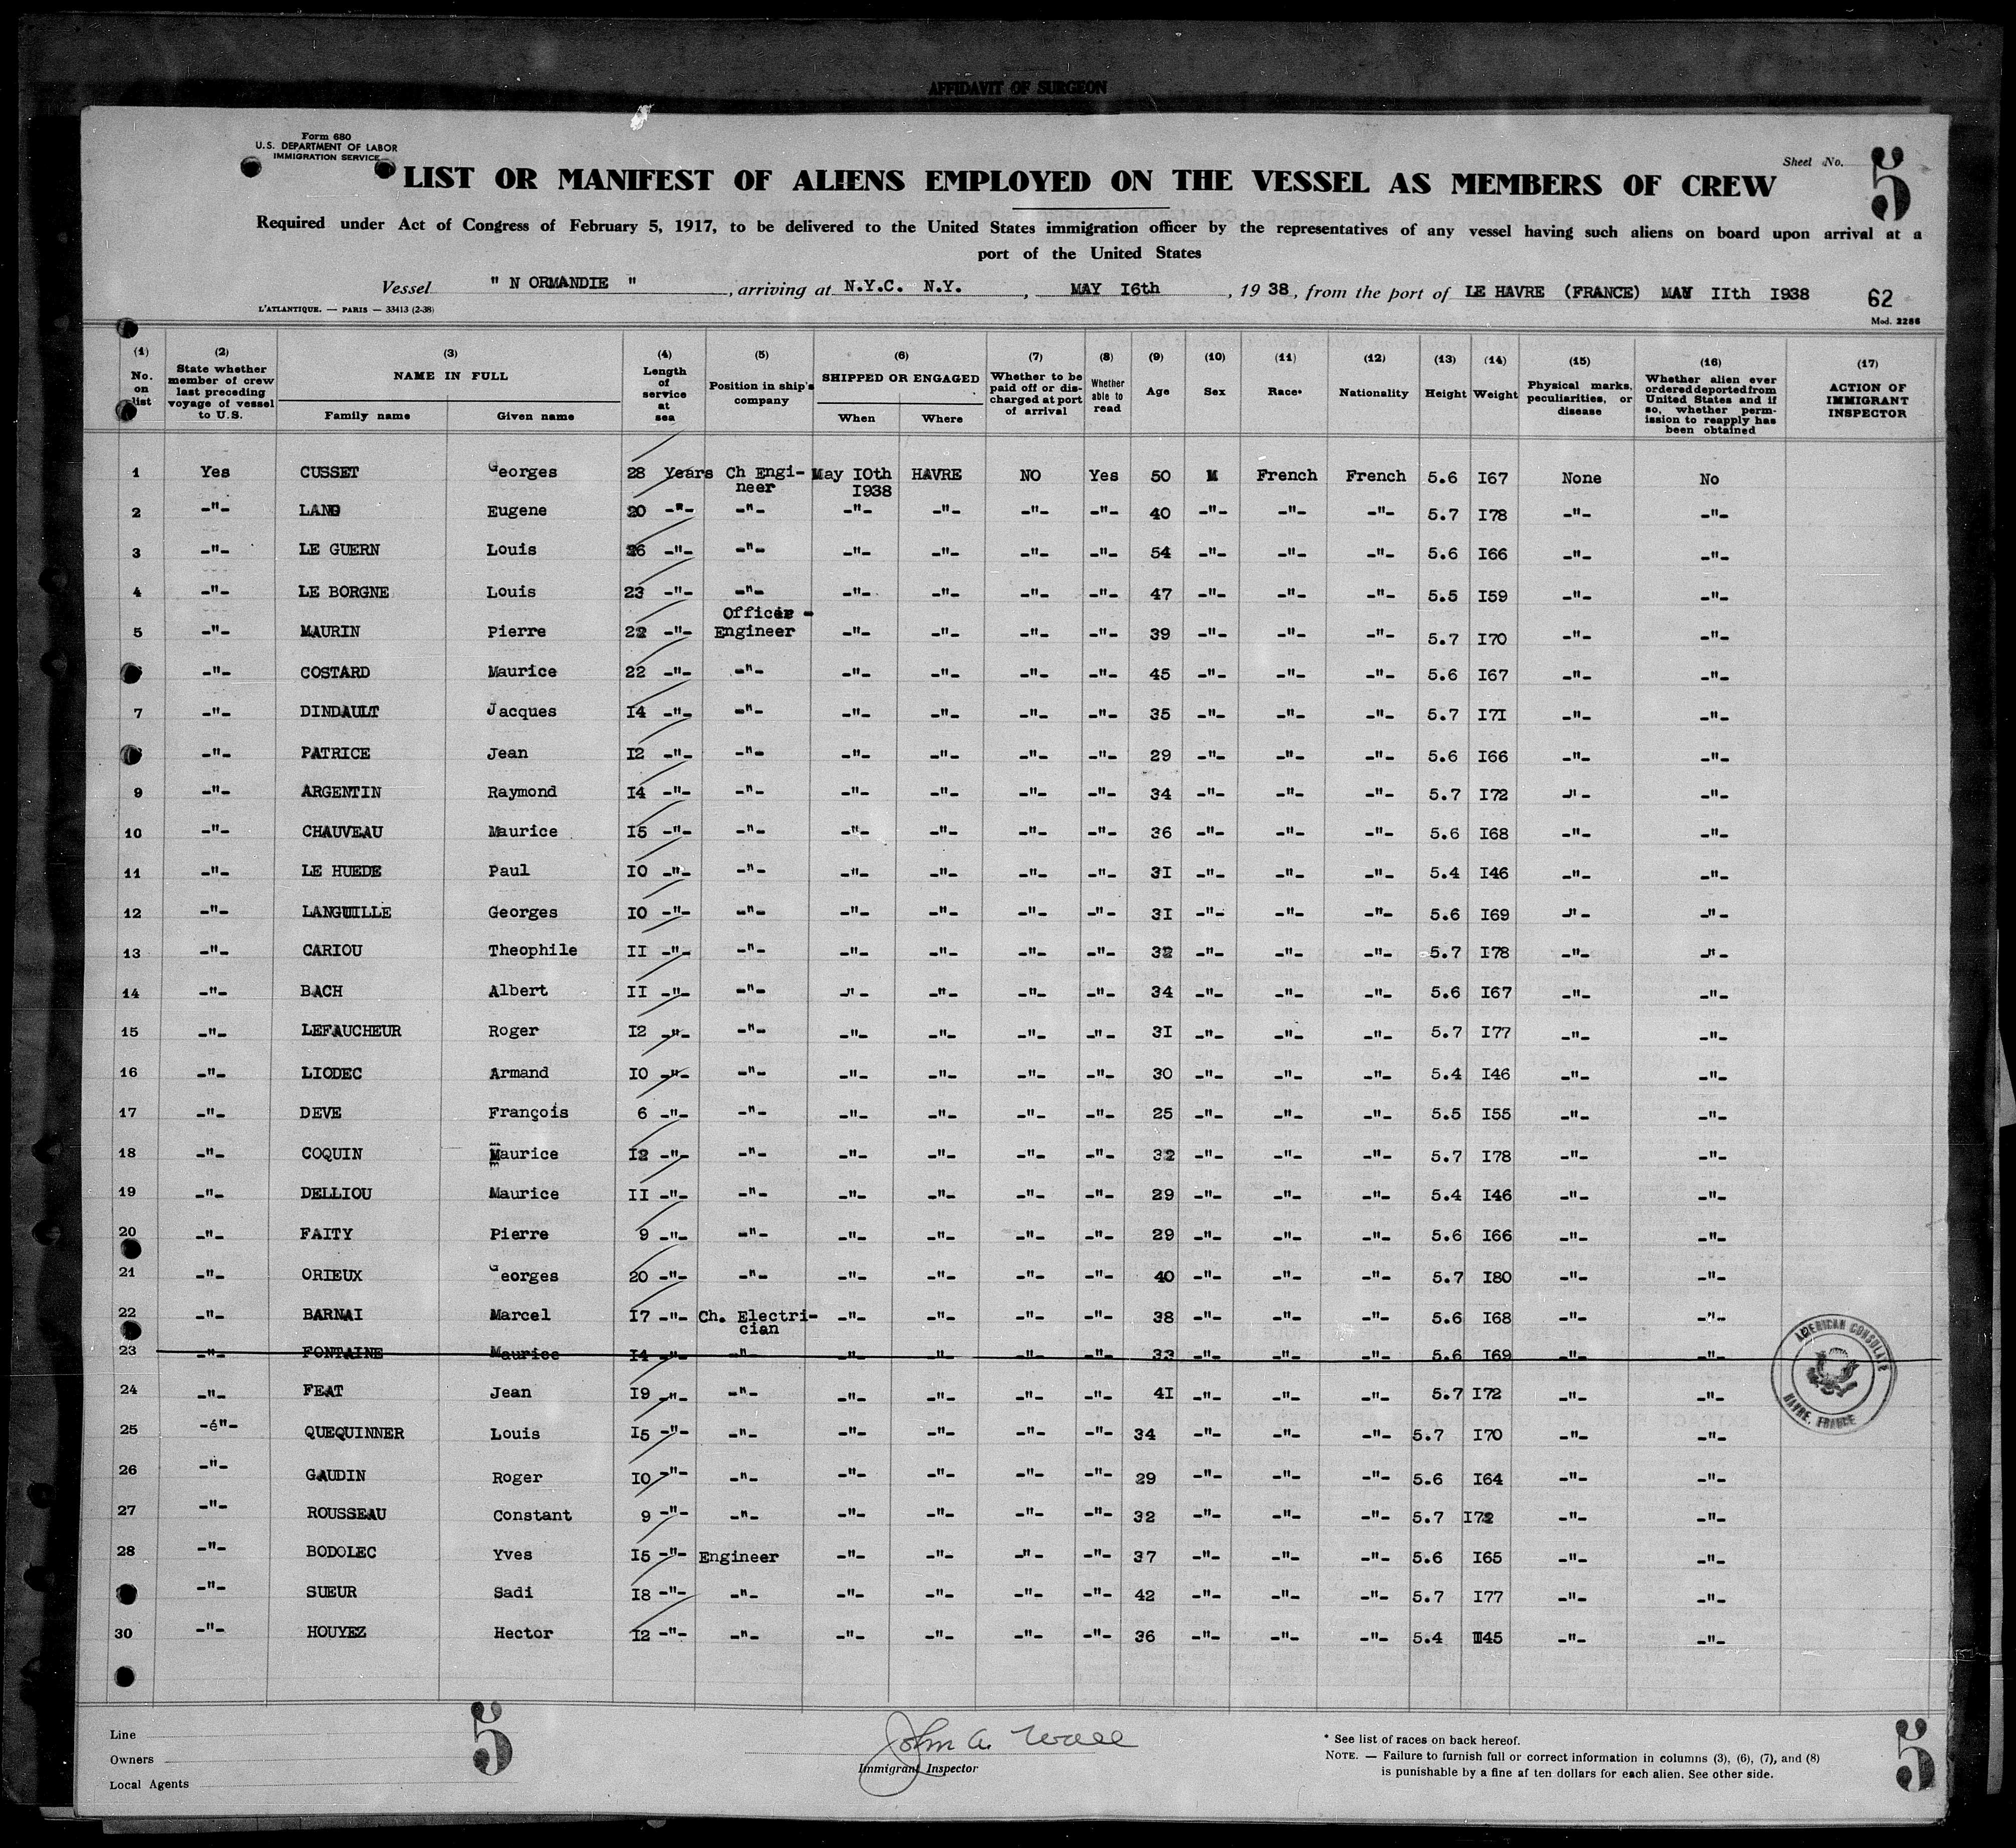 AFFIDAVIT OF SURGEON
Form 680
U.S. DEPARTMENT OF LABOR
IMMIGRATION SERVICE
Sheet No. 5
LIST OR MANIFEST OF ALIENS EMPLOYED ON THE VESSEL AS MEMBERS OF CREW
Required under Act of Congress of February 5, 1917, to be delivered to the United States immigration officer by the representatives of any vessel having such aliens on board upon arrival at a
port of the United States
Vessel " N ORMANDIE " , arriving at N.Y.C. N.Y. , MAY I6th , 19 38 , from the port of LE HAVRE (FRANCE) MAY IIth I938 62
L'ATLANTIQUE. — PARIS — 33413 (2-38) Mod. 2286
(1) No. on list
(2) State whether member of crew last preceding voyage of vessel to U.S.
(3) NAME IN FULL Family name Given name
(4) Length of service at sea
(5) Position in ship's company
(6) SHIPPED OR ENGAGED When Where
(7) Whether to be paid off or discharged at port of arrival
(8) Whether able to read
(9) Age
(10) Sex
(11) Race*
(12) Nationality
(13) Height
(14) Weight
(15) Physical marks, peculiarities, or disease
(16) Whether alien ever ordered deported from United States and if so, whether permission to reapply has been obtained
(17) ACTION OF IMMIGRANT INSPECTOR
1 Yes CUSSET Georges 28 Years Ch Engi-neer May IOth I938 HAVRE NO Yes 50 M French French 5.6 I67 None No
2 -"- LANG Eugene 20 -"- -"- -"- -"- -"- -"- 40 -"- -"- -"- 5.7 I78 -"- -"-
3 -"- LE GUERN Louis 26 -"- -"- -"- -"- -"- -"- 54 -"- -"- -"- 5.6 I66 -"- -"-
4 -"- LE BORGNE Louis 23 -"- -"- -"- -"- -"- -"- 47 -"- -"- -"- 5.5 I59 -"- -"-
5 -"- MAURIN Pierre 22 -"- Officer - Engineer -"- -"- -"- -"- 39 -"- -"- -"- 5.7 I70 -"- -"-
COSTARD Maurice 22 -"- -"- -"- -"- -"- -"- 45 -"- -"- -"- 5.6 I67 -"- -"-
7 -"- DINDAULT Jacques I4 -"- -"- -"- -"- -"- -"- 35 -"- -"- -"- 5.7 I7I -"- -"-
-"- PATRICE Jean I2 -"- -"- -"- -"- -"- -"- 29 -"- -"- -"- 5.6 I66 -"- -"-
9 -"- ARGENTIN Raymond I4 -"- -"- -"- -"- -"- -"- 34 -"- -"- -"- 5.7 I72 -"- -"-
10 -"- CHAUVEAU Maurice I5 -"- -"- -"- -"- -"- -"- 36 -"- -"- -"- 5.6 I68 -"- -"-
11 -"- LE HUEDE Paul IO -"- -"- -"- -"- -"- -"- 3I -"- -"- -"- 5.4 I46 -"- -"-
12 -"- LANGUILLE Georges IO -"- -"- -"- -"- -"- -"- 3I -"- -"- -"- 5.6 I69 -"- -"-
13 -"- CARIOU Theophile II -"- -"- -"- -"- -"- -"- 32 -"- -"- -"- 5.7 I78 -"- -"-
14 -"- BACH Albert II -"- -"- -"- -"- -"- -"- 34 -"- -"- -"- 5.6 I67 -"- -"-
15 -"- LEFAUCHEUR Roger I2 -"- -"- -"- -"- -"- -"- 3I -"- -"- -"- 5.7 I77 -"- -"-
16 -"- LIODEC Armand IO -"- -"- -"- -"- -"- -"- 30 -"- -"- -"- 5.4 I46 -"- -"-
17 -"- DEVE François 6 -"- -"- -"- -"- -"- -"- 25 -"- -"- -"- 5.5 I55 -"- -"-
18 -"- COQUIN Maurice I2 -"- -"- -"- -"- -"- -"- 32 -"- -"- -"- 5.7 I78 -"- -"-
19 -"- DELLIOU Maurice II -"- -"- -"- -"- -"- -"- 29 -"- -"- -"- 5.4 I46 -"- -"-
20 -"- FAITY Pierre 9 -"- -"- -"- -"- -"- -"- 29 -"- -"- -"- 5.6 I66 -"- -"-
21 -"- ORIEUX Georges 20 -"- -"- -"- -"- -"- -"- 40 -"- -"- -"- 5.7 I80 -"- -"-
22 -"- BARNAI Marcel I7 -"- Ch. Electri-cian -"- -"- -"- -"- 38 -"- -"- -"- 5.6 I68 -"- -"-
23 -"- FONTAINE Maurice I4 -"- -"- -"- -"- -"- -"- 33 -"- -"- -"- 5.6 I69 -"- -"-
24 -"- FEAT Jean I9 -"- -"- -"- -"- -"- -"- 4I -"- -"- -"- 5.7 I72 -"- -"-
25 -é"- QUEQUINNER Louis I5 -"- -"- -"- -"- -"- -"- 34 -"- -"- -"- 5.7 I70 -"- -"-
26 -"- GAUDIN Roger IO -"- -"- -"- -"- -"- -"- 29 -"- -"- -"- 5.6 I64 -"- -"-
27 -"- ROUSSEAU Constant 9 -"- -"- -"- -"- -"- -"- 32 -"- -"- -"- 5.7 I72 -"- -"-
28 -"- BODOLEC Yves I5 -"- Engineer -"- -"- -"- -"- 37 -"- -"- -"- 5.6 I65 -"- -"-
-"- SUEUR Sadi I8 -"- -"- -"- -"- -"- -"- 42 -"- -"- -"- 5.7 I77 -"- -"-
30 -"- HOUYEZ Hector I2 -"- -"- -"- -"- -"- -"- 36 -"- -"- -"- 5.4 I45 -"- -"-
AMERICAN CONSULATE
HAVRE, FRANCE
Line
Owners
Local Agents
5
John A. Wall
Immigrant Inspector
* See list of races on back hereof.
NOTE. — Failure to furnish full or correct information in columns (3), (6), (7), and (8)
is punishable by a fine af ten dollars for each alien. See other side.
5